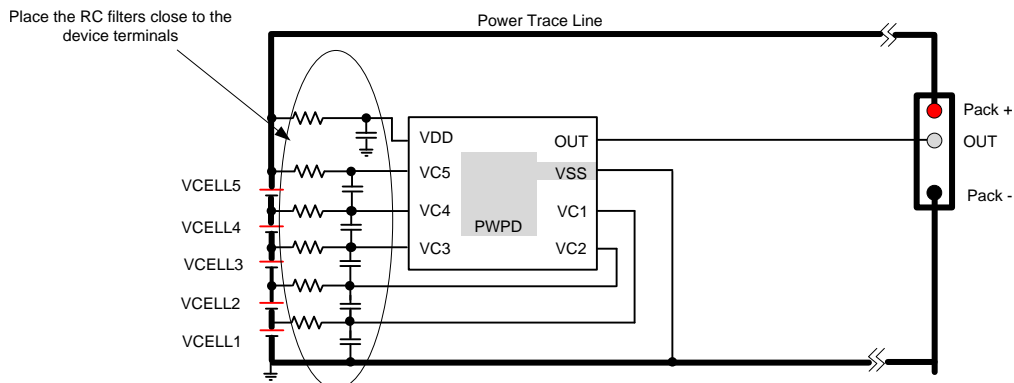 Place the RC filters close to the
device terminals
Power Trace Line
Pack +
OUT
Pack -
VDD
VC5
VC4
VC3
OUT
VSS
VC1
VC2
PWPD
VCELL5
VCELL4
VCELL3
VCELL2
VCELL1